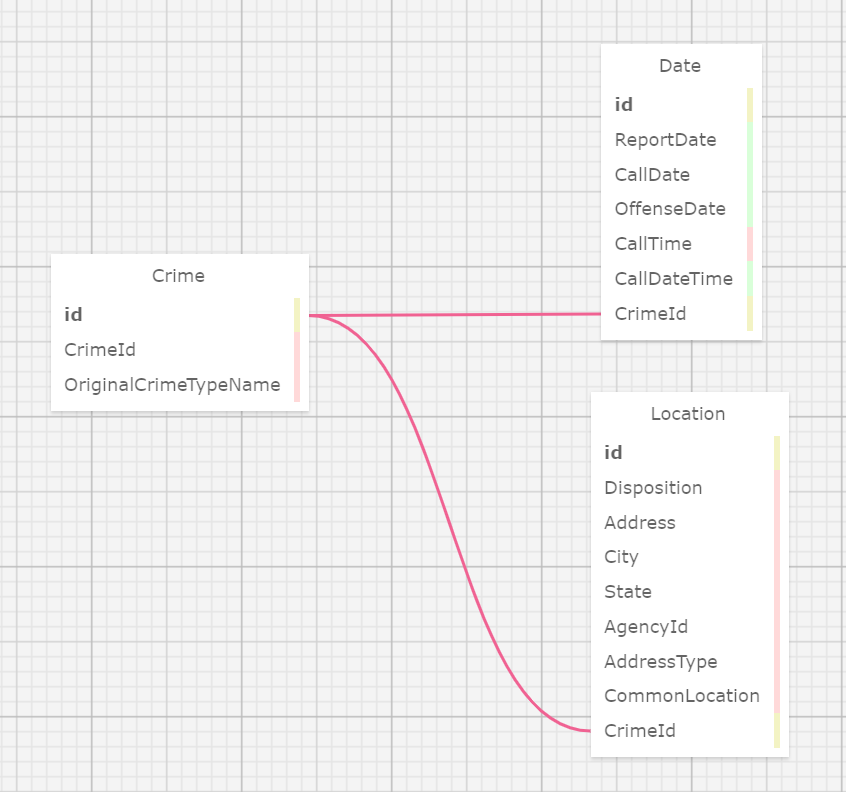 Crime
id
CrimeId
OriginalCrimeTypeName
Date
id
ReportDate
CallDate
OffenseDate
CallTime
CallDateTime
CrimeId
Location
id
Disposition
Address
City
State
AgencyId
AddressType
CommonLocation
CrimeId